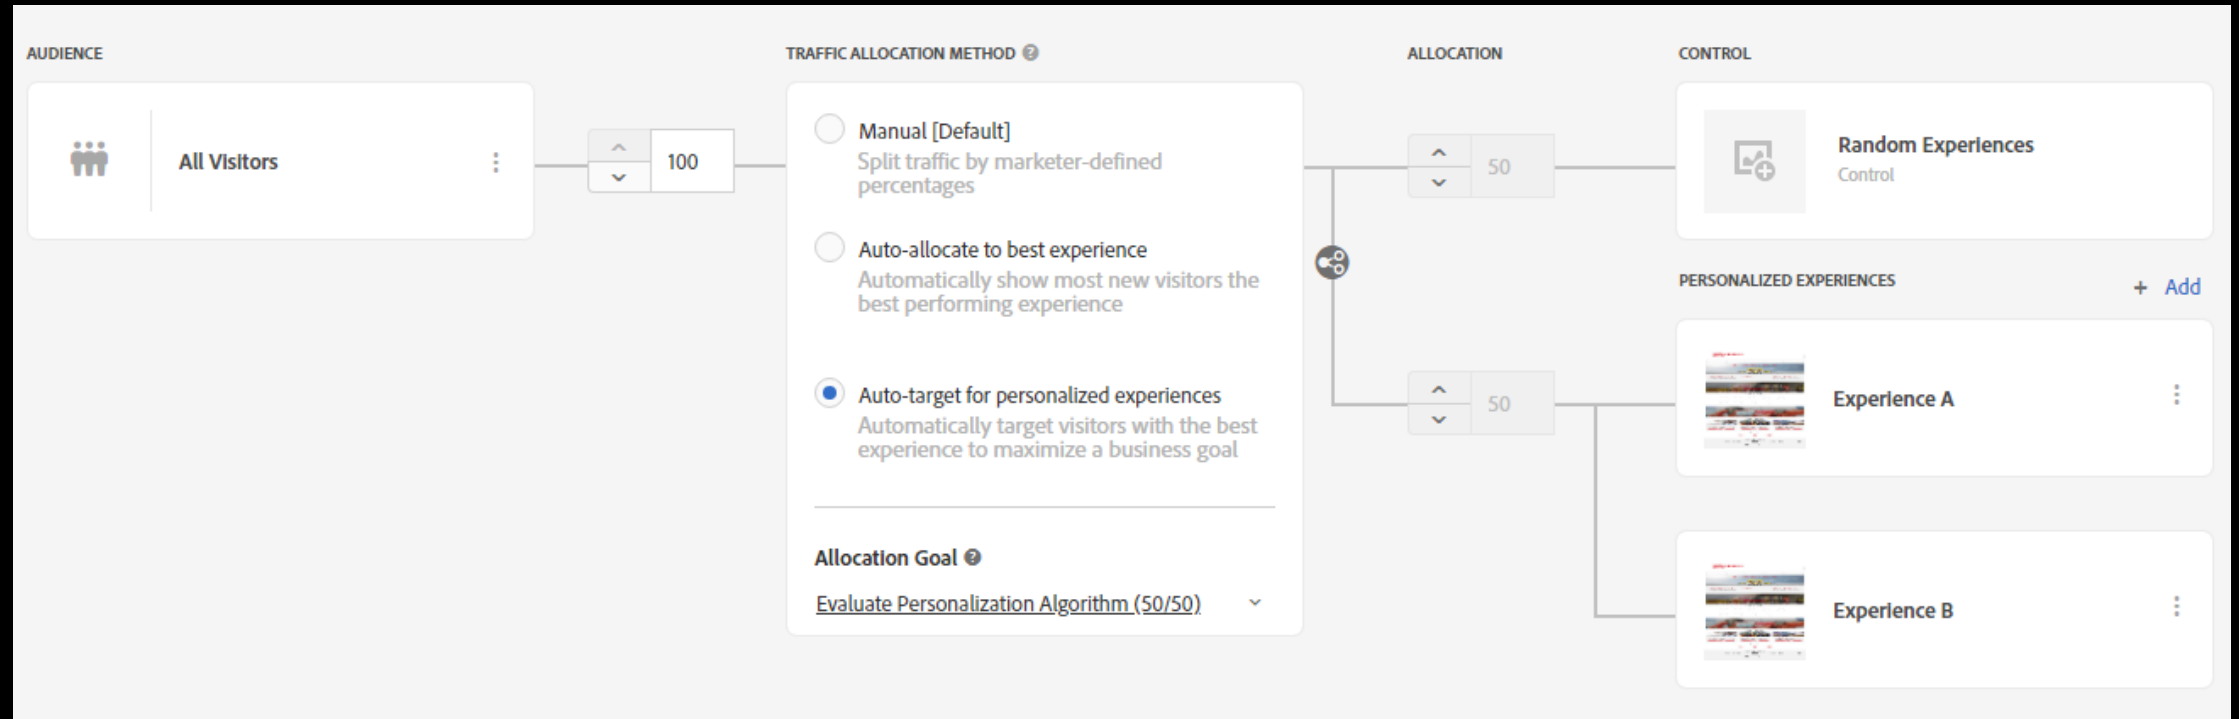 AUDIENCE
All Visitors
100
TRAFFIC ALLOCATION METHOD ?
Manual [Default]
Split traffic by marketer-defined
percentages
Auto-allocate to best experience
Automatically show most new visitors the
best performing experience
Auto-target for personalized experiences
Automatically target visitors with the best
experience to maximize a business goal
Allocation Goal ?
Evaluate Personalization Algorithm (50/50)
ALLOCATION
50
50
CONTROL
Random Experiences
Control
PERSONALIZED EXPERIENCES
+ Add
Experience A
Experience B